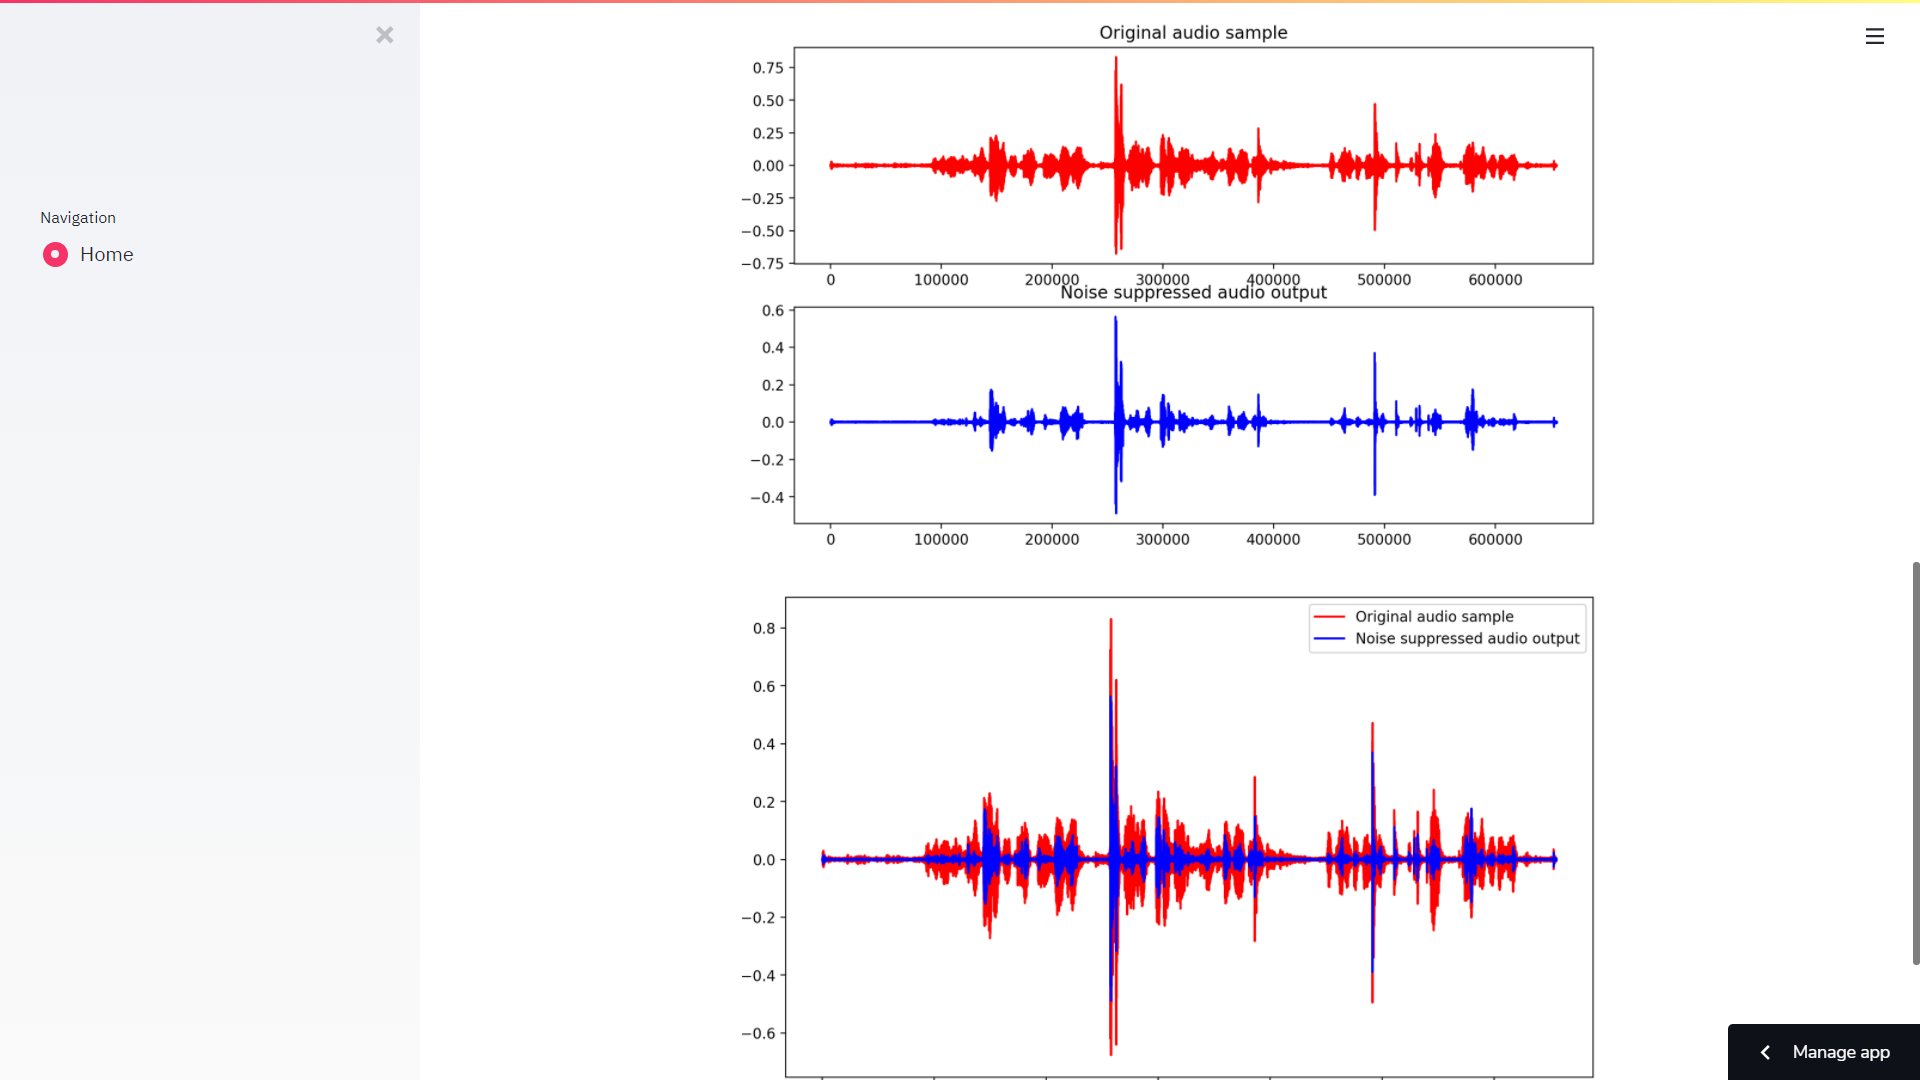 Navigation
Home
Original audio sample
0.75
0.50
0.25
0.00
−0.25
−0.50
−0.75
0 100000 200000 300000 400000 500000 600000
Noise suppressed audio output
0.6
0.4
0.2
0.0
−0.2
−0.4
0 100000 200000 300000 400000 500000 600000
Original audio sample
Noise suppressed audio output
0.8
0.6
0.4
0.2
0.0
−0.2
−0.4
−0.6
Manage app